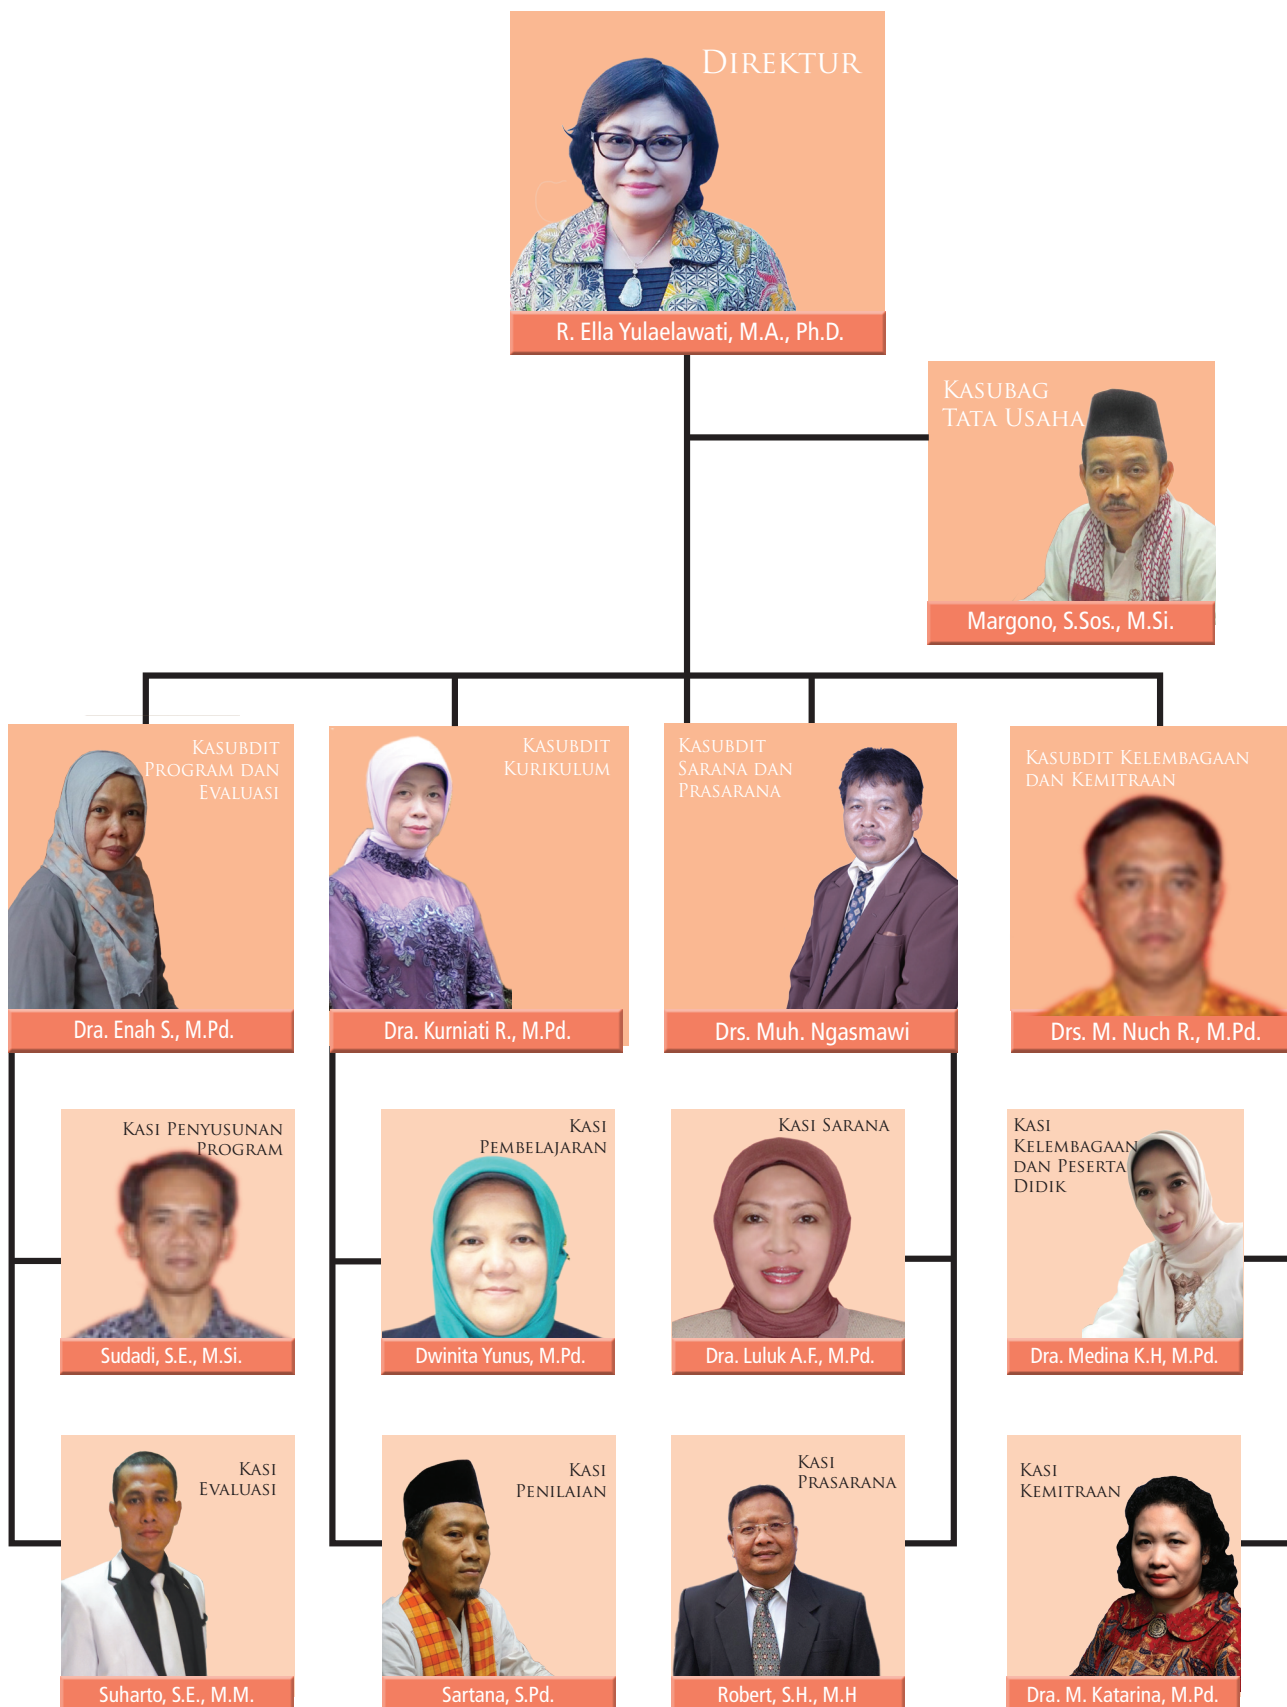 Direktur
R. Ella Yulaelawati, M.A., Ph.D.
Kasubag
Tata Usaha
Margono, S.Sos., M.Si.
Kasubdit
Program dan
Evaluasi
Dra. Enah S., M.Pd.
Kasubdit
Kurikulum
Dra. Kurniati R., M.Pd.
Kasubdit
Sarana dan
Prasarana
Drs. Muh. Ngasmawi
Kasubdit Kelembagaan
dan Kemitraan
Drs. M. Nuch R., M.Pd.
Kasi Penyusunan
Program
Sudadi, S.E., M.Si.
Kasi
Pembelajaran
Dwinita Yunus, M.Pd.
Kasi Sarana
Dra. Luluk A.F., M.Pd.
Kasi
Kelembagaan
dan Peserta
Didik
Dra. Medina K.H, M.Pd.
Kasi
Evaluasi
Suharto, S.E., M.M.
Kasi
Penilaian
Sartana, S.Pd.
Kasi
Prasarana
Robert, S.H., M.H
Kasi
Kemitraan
Dra. M. Katarina, M.Pd.